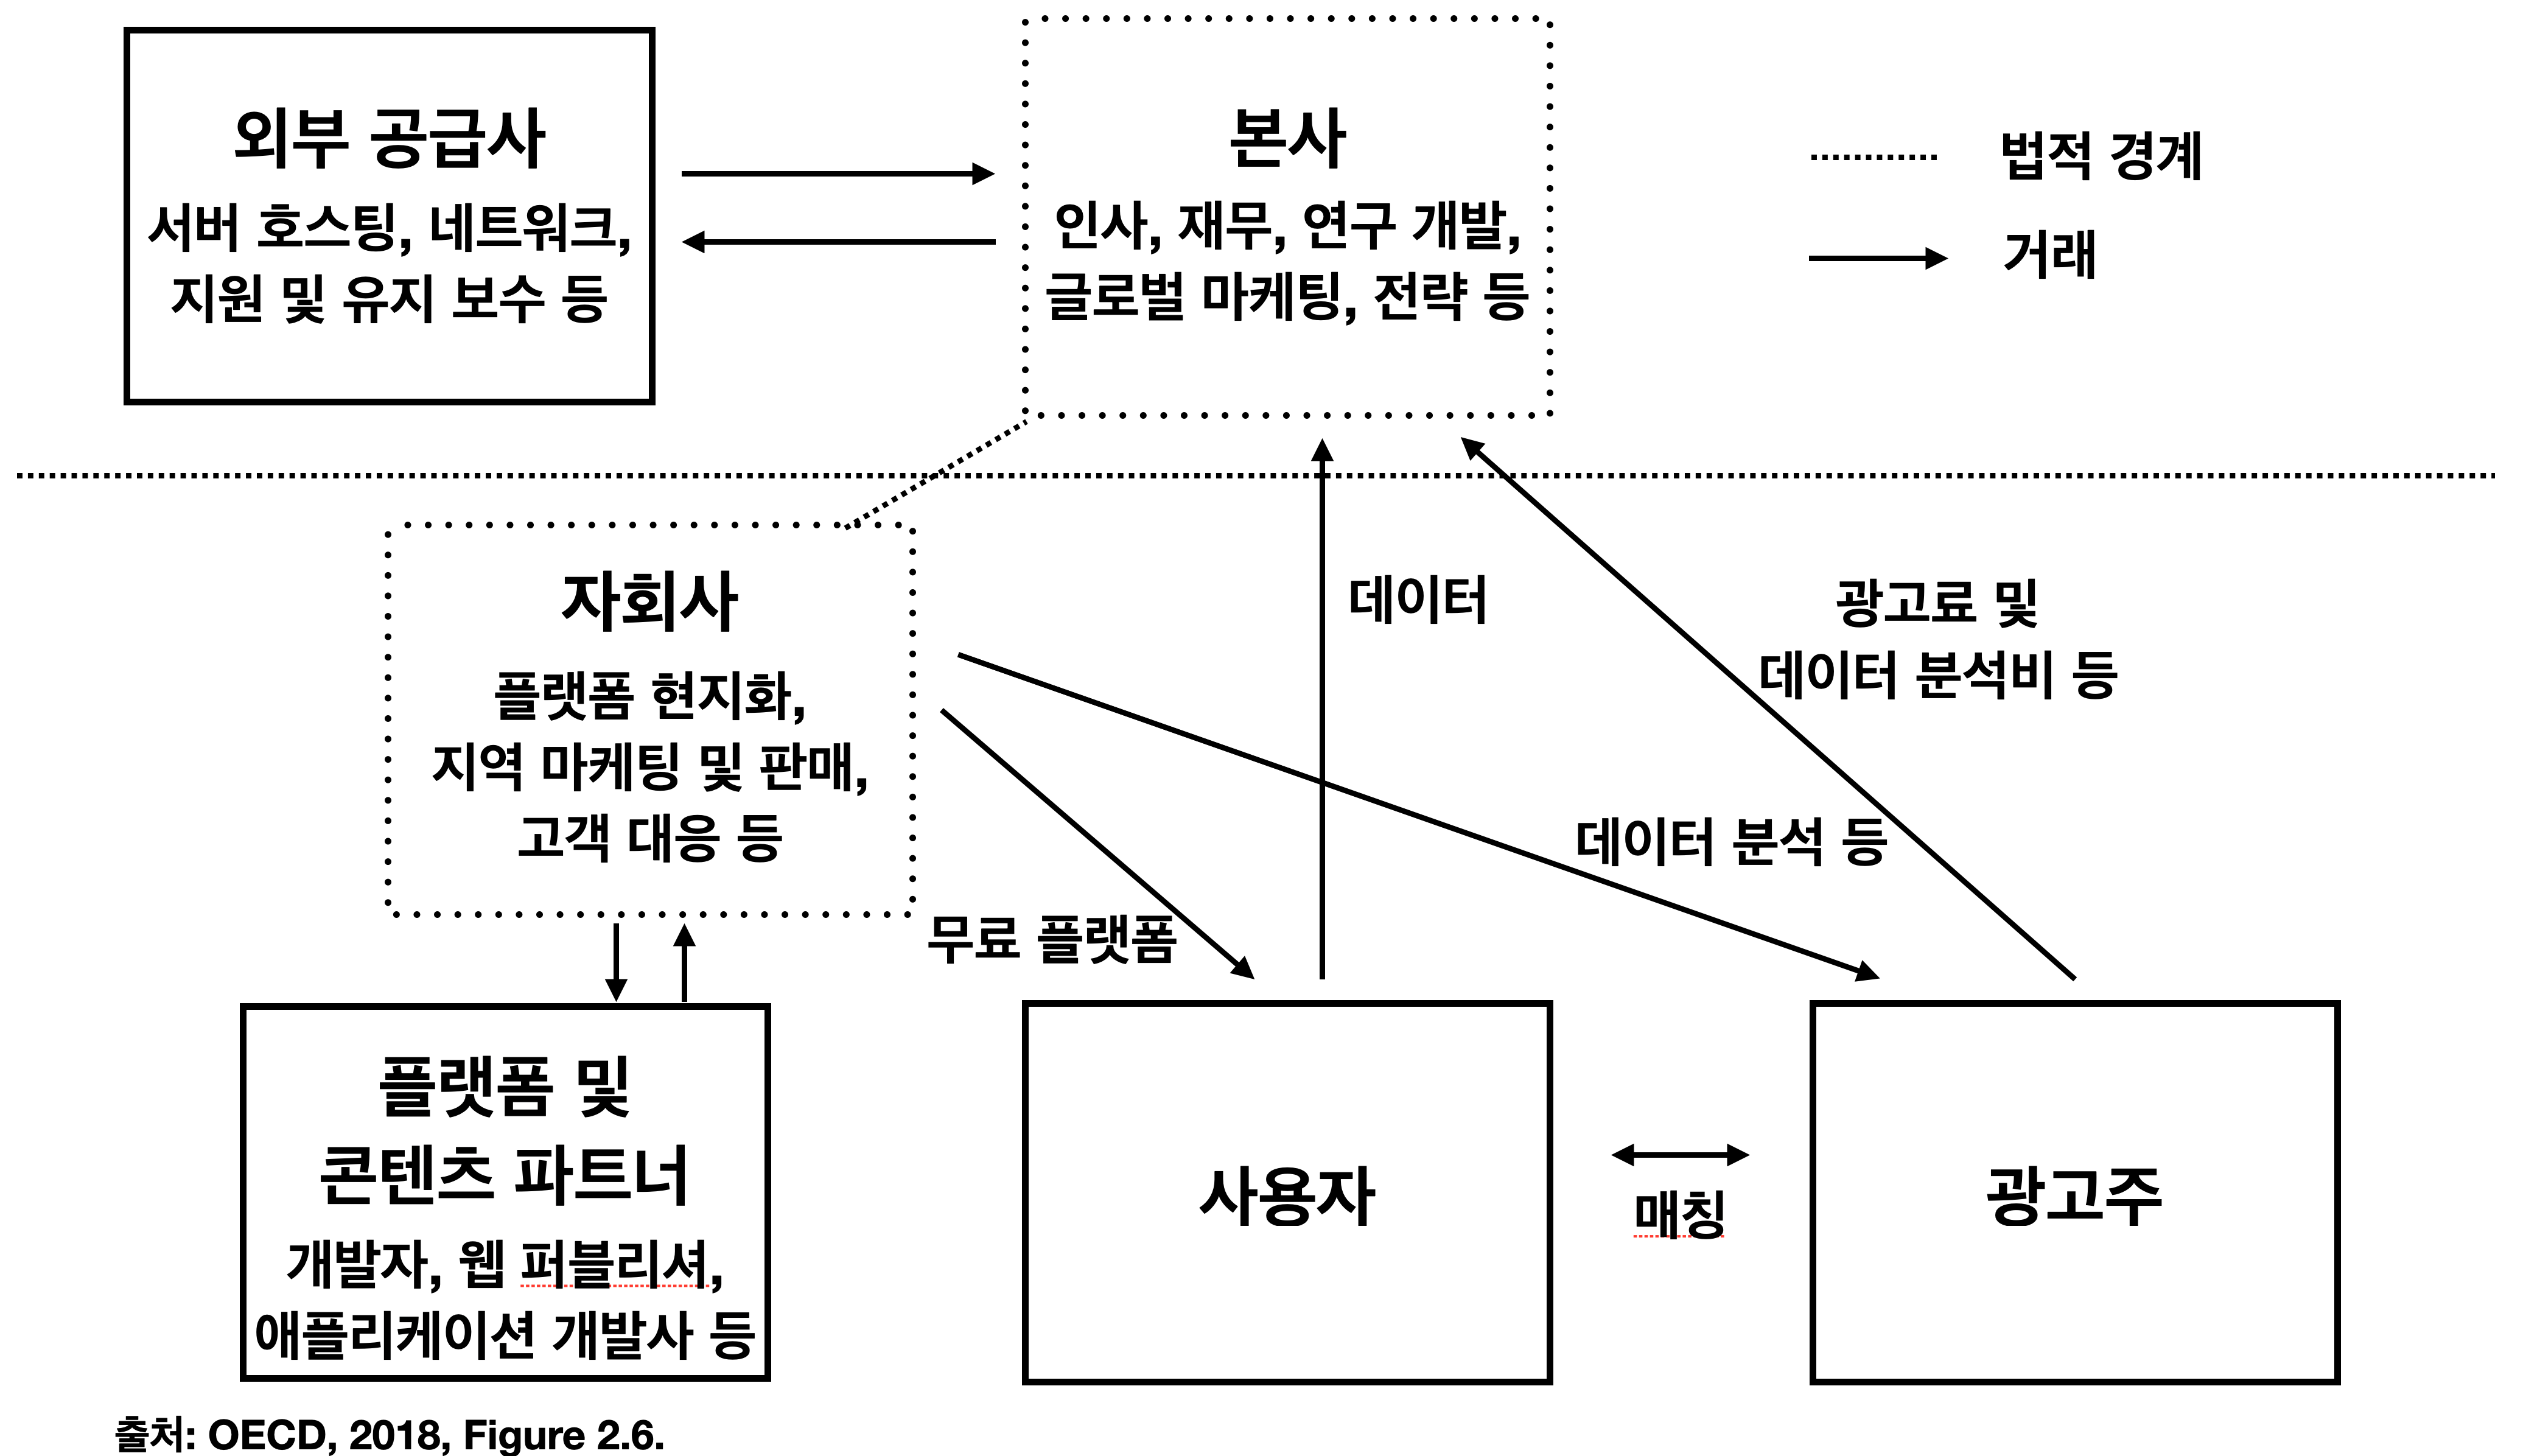 외부 공급사
서버 호스팅, 네트워크,
지원 및 유지 보수 등
본사
인사, 재무, 연구 개발,
글로벌 마케팅, 전략 등
법적 경계
거래
자회사
플랫폼 현지화,
지역 마케팅 및 판매,
고객 대응 등
데이터
광고료 및
데이터 분석비 등
데이터 분석 등
무료 플랫폼
플랫폼 및
콘텐츠 파트너
개발자, 웹 퍼블리셔,
애플리케이션 개발사 등
사용자
매칭
광고주
출처: OECD, 2018, Figure 2.6.